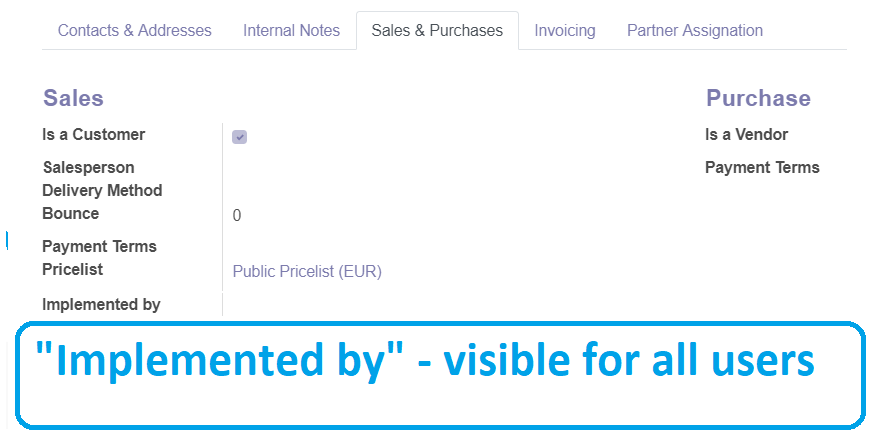 Contacts & Addresses Internal Notes Sales & Purchases Invoicing Partner Assignation
Sales
Is a Customer
Salesperson
Delivery Method
Bounce 0
Payment Terms
Pricelist Public Pricelist (EUR)
Implemented by
Purchase
Is a Vendor
Payment Terms
"Implemented by" - visible for all users